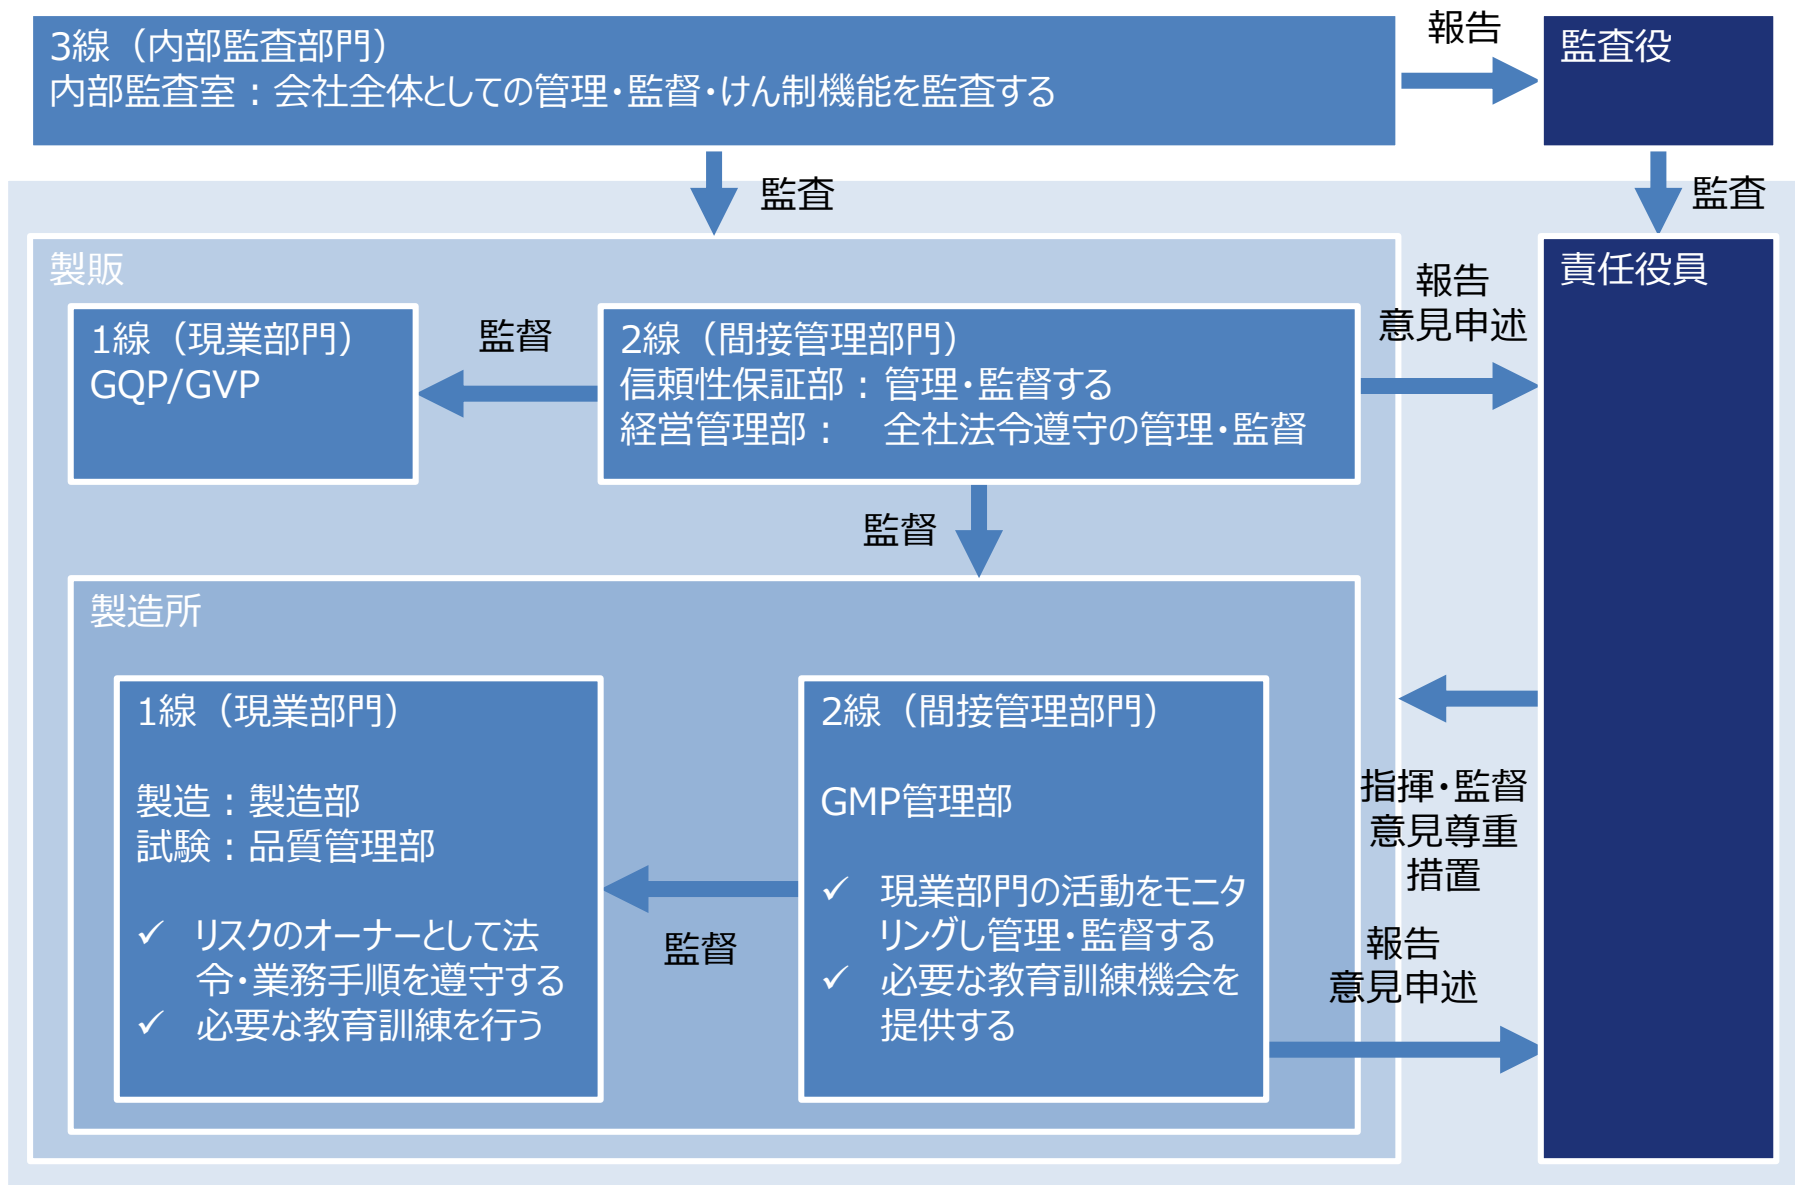 3線（内部監査部門）
内部監査室：会社全体としての管理・監督・けん制機能を監査する
報告
監査役
監査
監査
製販
1線（現業部門）
GQP/GVP
監督
2線（間接管理部門）
信頼性保証部：管理・監督する
経営管理部：　全社法令遵守の管理・監督
報告
意見申述
責任役員
監督
製造所
1線（現業部門）
製造：製造部
試験：品質管理部
✓ リスクのオーナーとして法
令・業務手順を遵守する
✓ 必要な教育訓練を行う
監督
2線（間接管理部門）
GMP管理部
✓ 現業部門の活動をモニタ
リングし管理・監督する
✓ 必要な教育訓練機会を
提供する
指揮・監督
意見尊重
措置
報告
意見申述